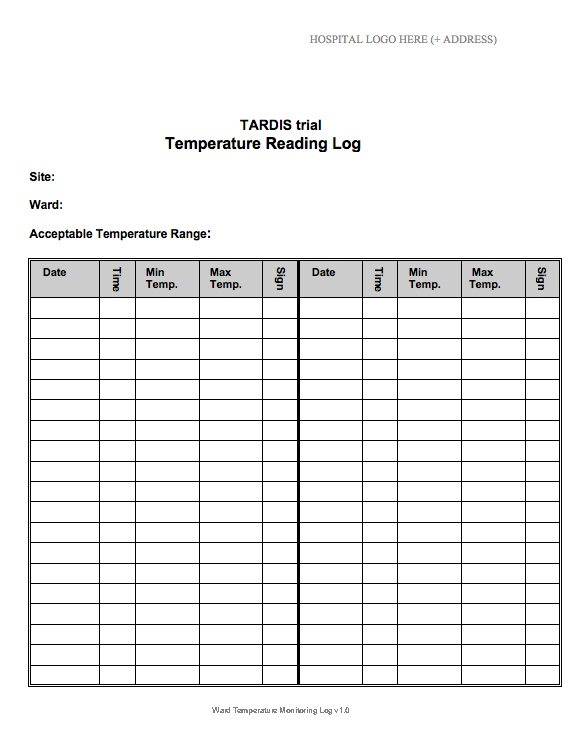 HOSPITAL LOGO HERE (+ ADDRESS)
TARDIS trial
Temperature Reading Log
Site:
Ward:
Acceptable Temperature Range:
Date Time Min Temp. Max Temp. Sign Date Time Min Temp. Max Temp. Sign
Ward Temperature Monitoring Log v1.0